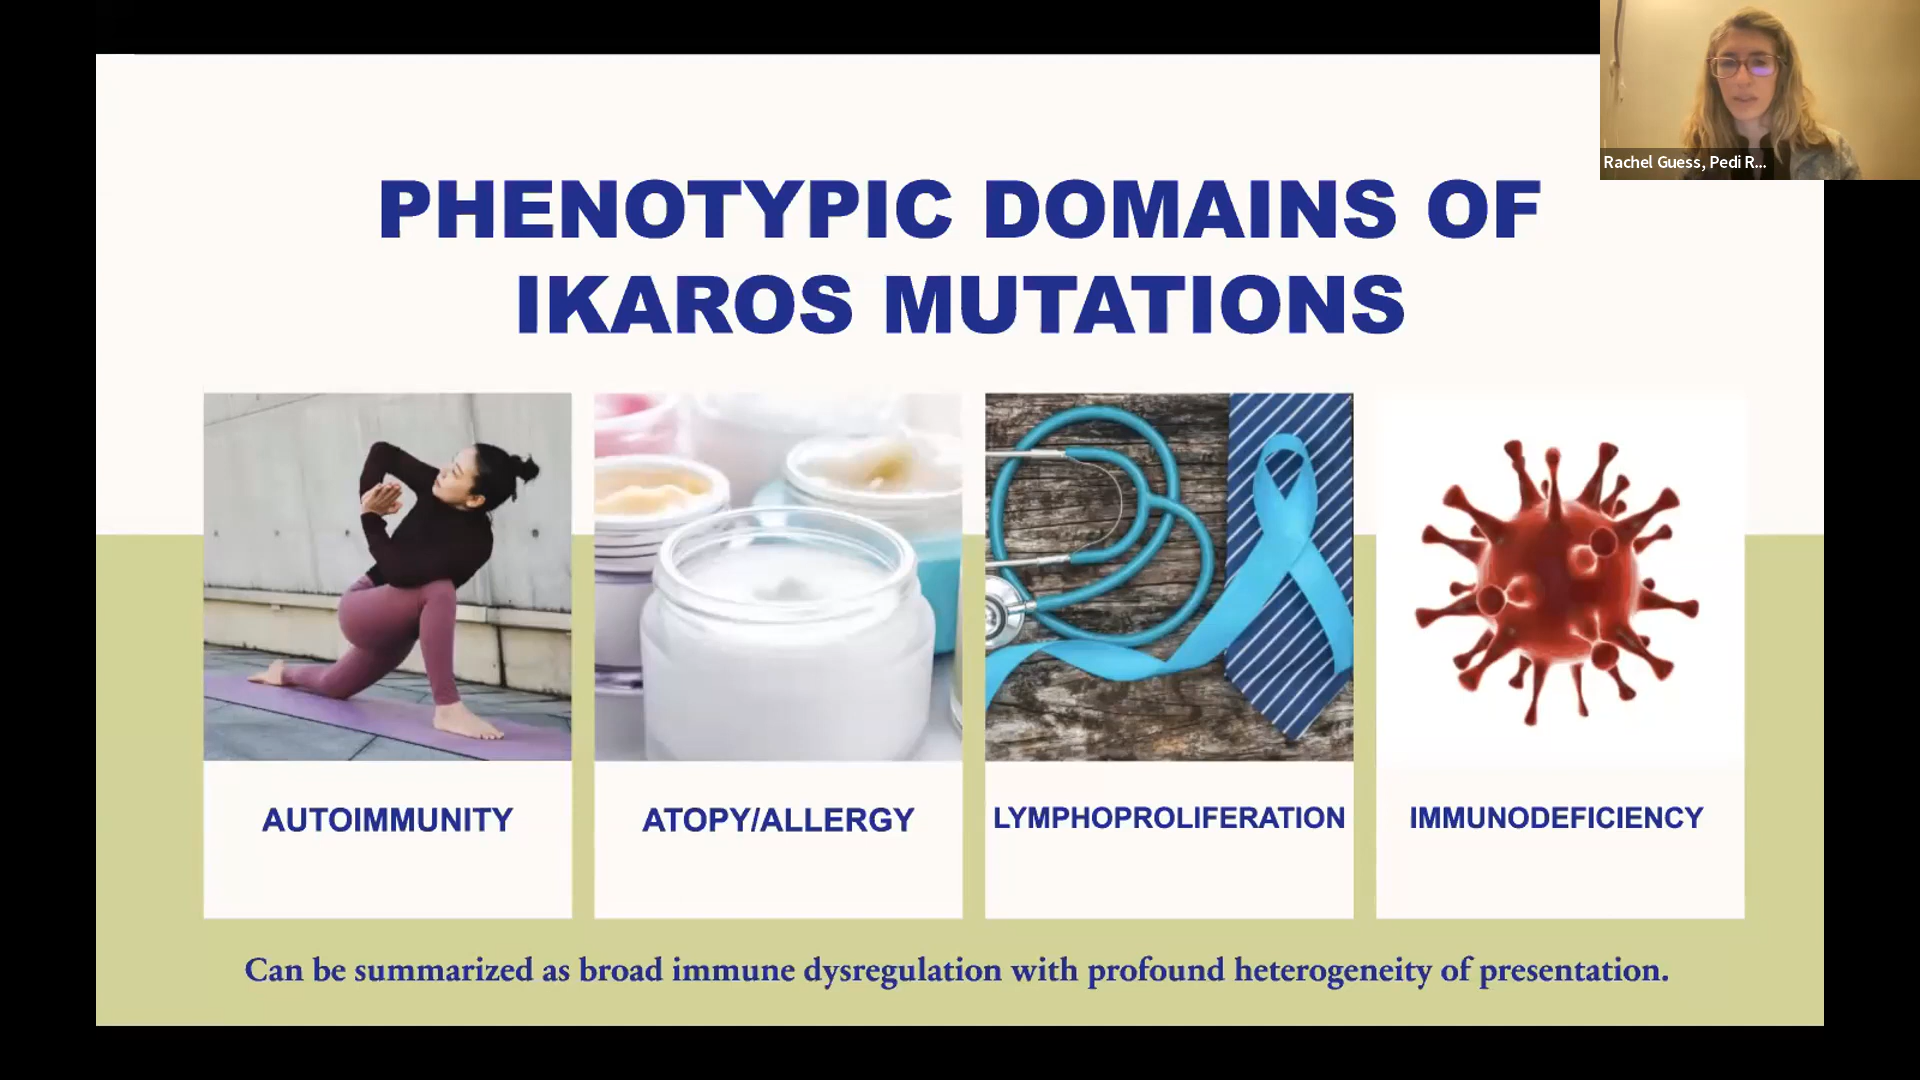 Rachel Guess, Pedi R...
PHENOTYPIC DOMAINS OF
IKAROS MUTATIONS
AUTOIMMUNITY
ATOPY/ALLERGY
LYMPHOPROLIFERATION
IMMUNODEFICIENCY
Can be summarized as broad immune dysregulation with profound heterogeneity of presentation.